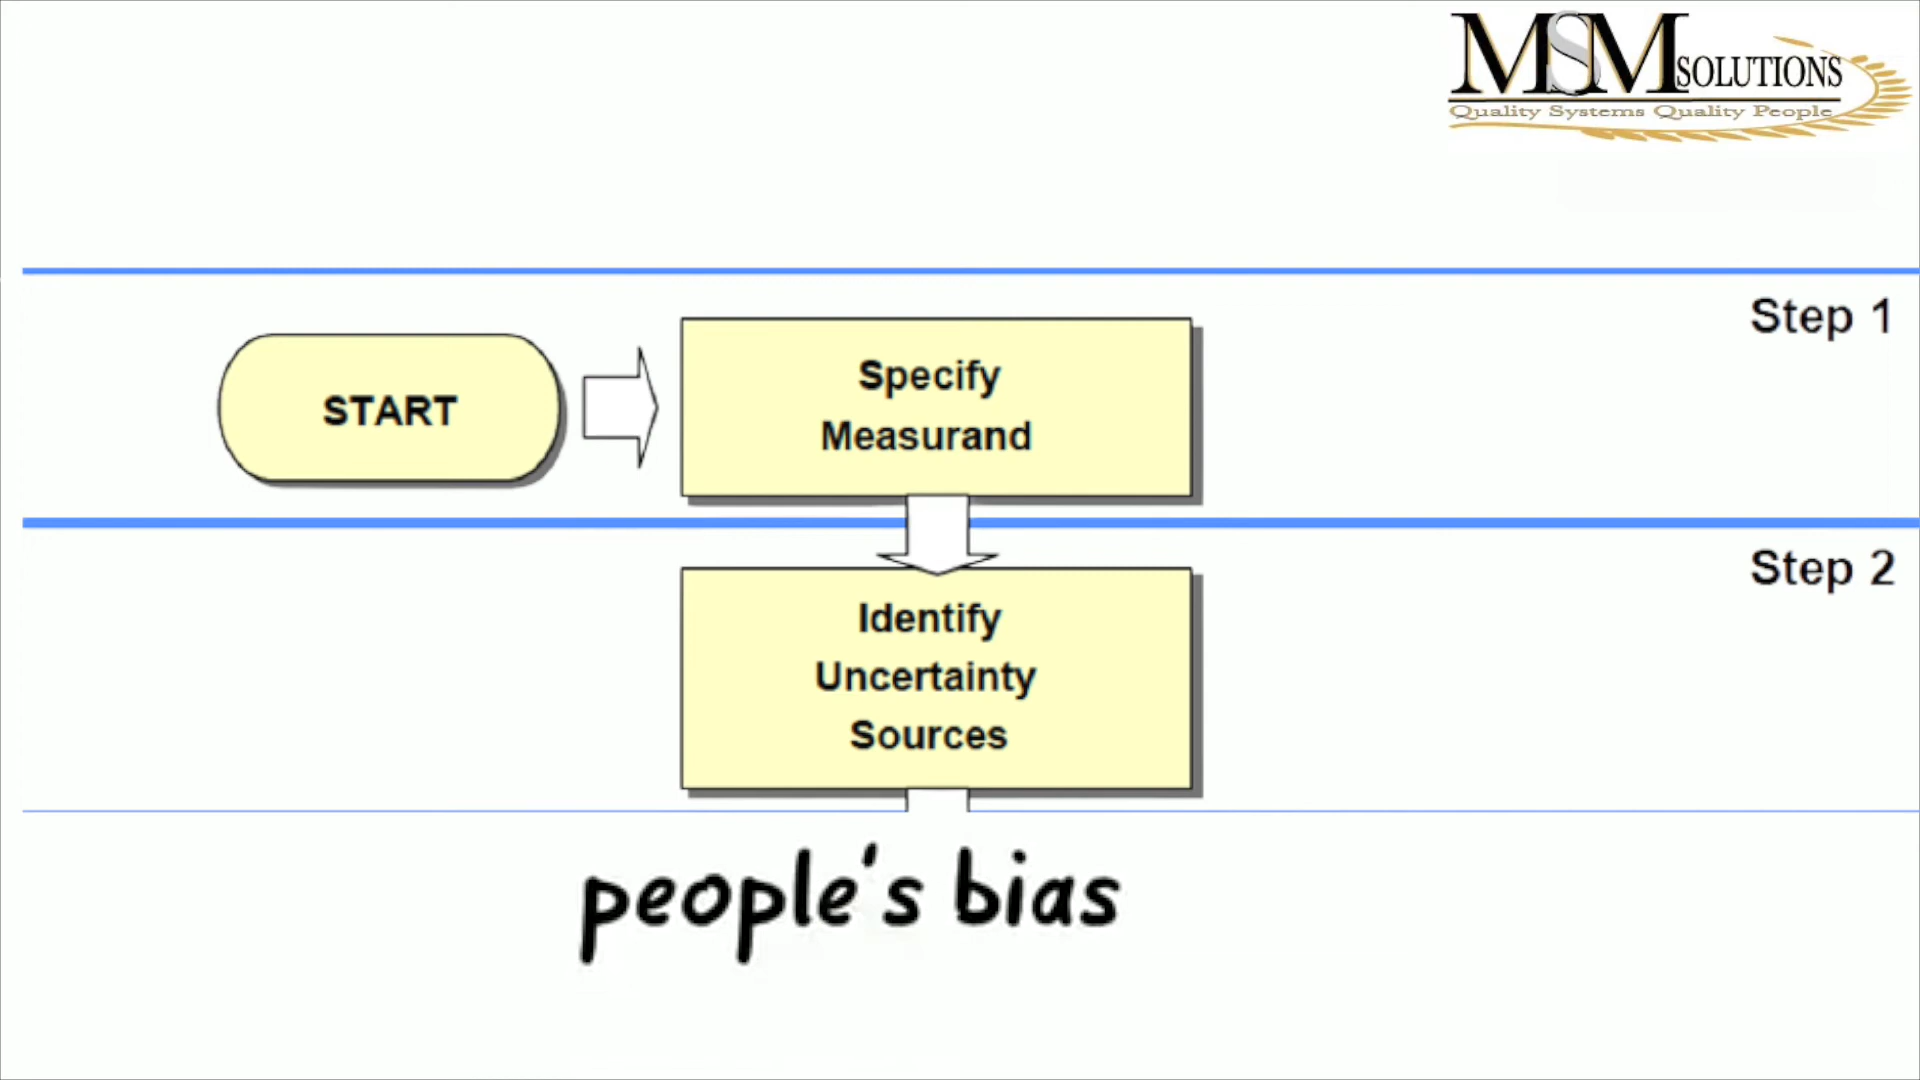 MSM SOLUTIONS
Quality Systems Quality People
Step 1
START
Specify
Measurand
Step 2
Identify
Uncertainty
Sources
people's bias